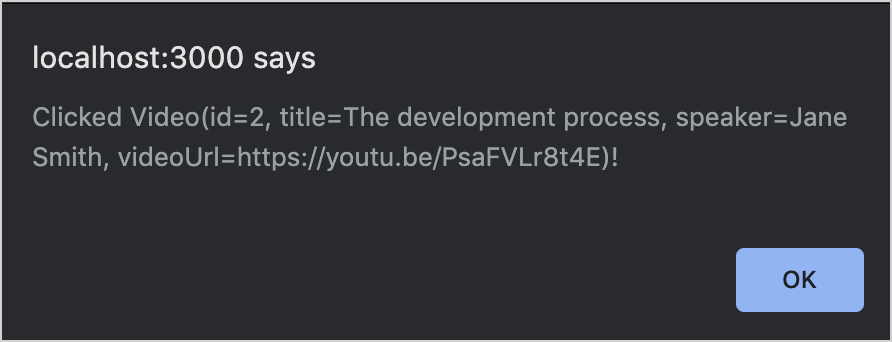 localhost:3000 says
Clicked Video(id=2, title=The development process, speaker=Jane
Smith, videoUrl=https://youtu.be/PsaFVLr8t4E)!
OK